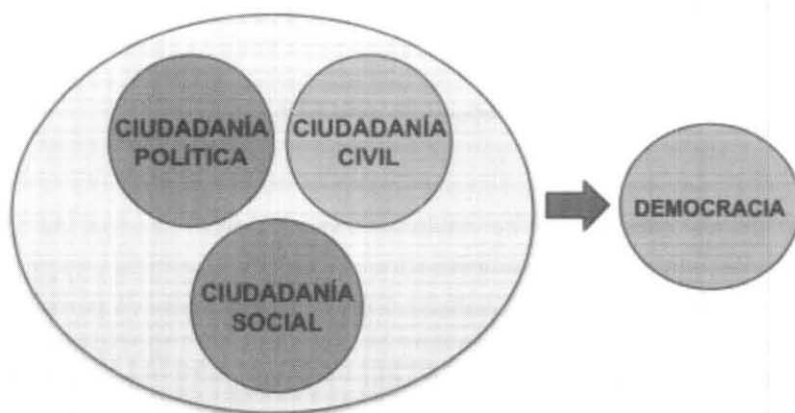 CIUDADANÍA
POLÍTICA
CIUDADANÍA
CIVIL
CIUDADANÍA
SOCIAL
DEMOCRACIA